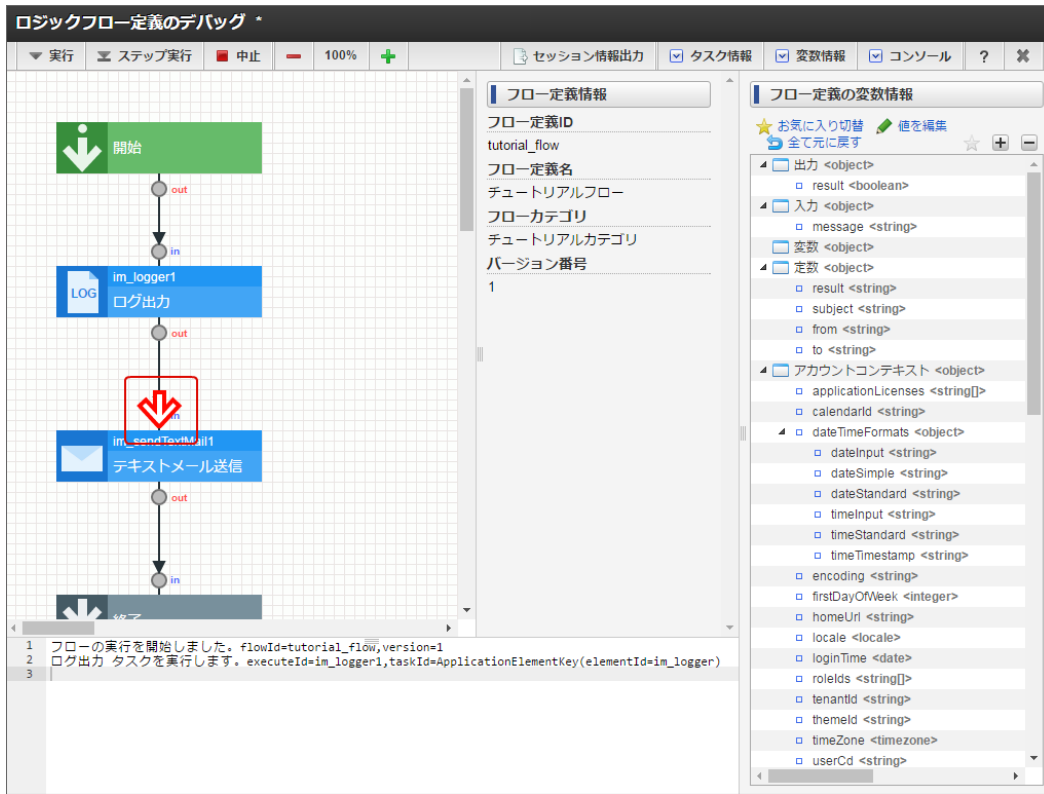 ロジックフロー定義のデバッグ *
実行 ステップ実行 中止 100% セッション情報出力 タスク情報 変数情報 コンソール ?
開始
out
in
im_logger1
LOG
ログ出力
out
in
im_sendTextMail1
テキストメール送信
out
in
終了
フロー定義情報
フロー定義ID
tutorial_flow
フロー定義名
チュートリアルフロー
フローカテゴリ
チュートリアルカテゴリ
バージョン番号
1
フロー定義の変数情報
お気に入り切替 値を編集
全て元に戻す
出力 <object>
result <boolean>
入力 <object>
message <string>
変数 <object>
定数 <object>
result <string>
subject <string>
from <string>
to <string>
アカウントコンテキスト <object>
applicationLicenses <string[]>
calendarId <string>
dateTimeFormats <object>
dateInput <string>
dateSimple <string>
dateStandard <string>
timeInput <string>
timeStandard <string>
timeTimestamp <string>
encoding <string>
firstDayOfWeek <integer>
homeUrl <string>
locale <locale>
loginTime <date>
roleIds <string[]>
tenantId <string>
themeId <string>
timeZone <timezone>
userCd <string>
1 フローの実行を開始しました。flowId=tutorial_flow,version=1
2 ログ出力 タスクを実行します。executeId=im_logger1,taskId=ApplicationElementKey(elementId=im_logger)
3